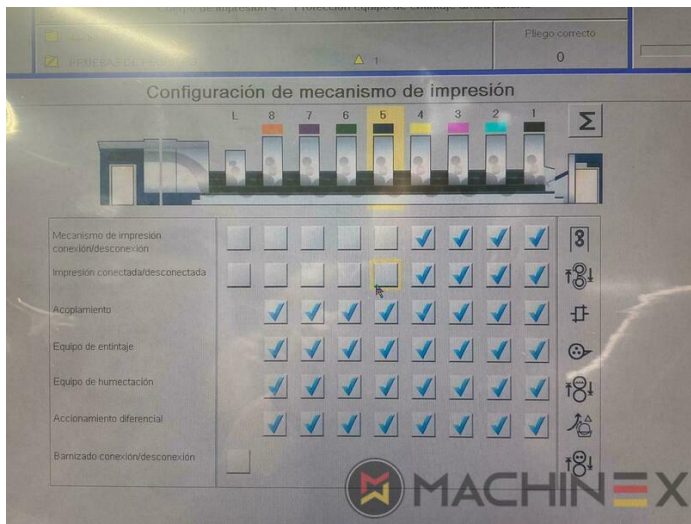 Pliego correcto
1
0
Configuración de mecanismo de impresión
L 8 7 6 5 4 3 2 1
Σ
Mecanismo de impresión
conexión/desconexión
Impresión conectada/desconectada
Acoplamiento
Equipo de entintaje
Equipo de humectación
Accionamiento diferencial
Barnizado conexión/desconexión
MACHINEX